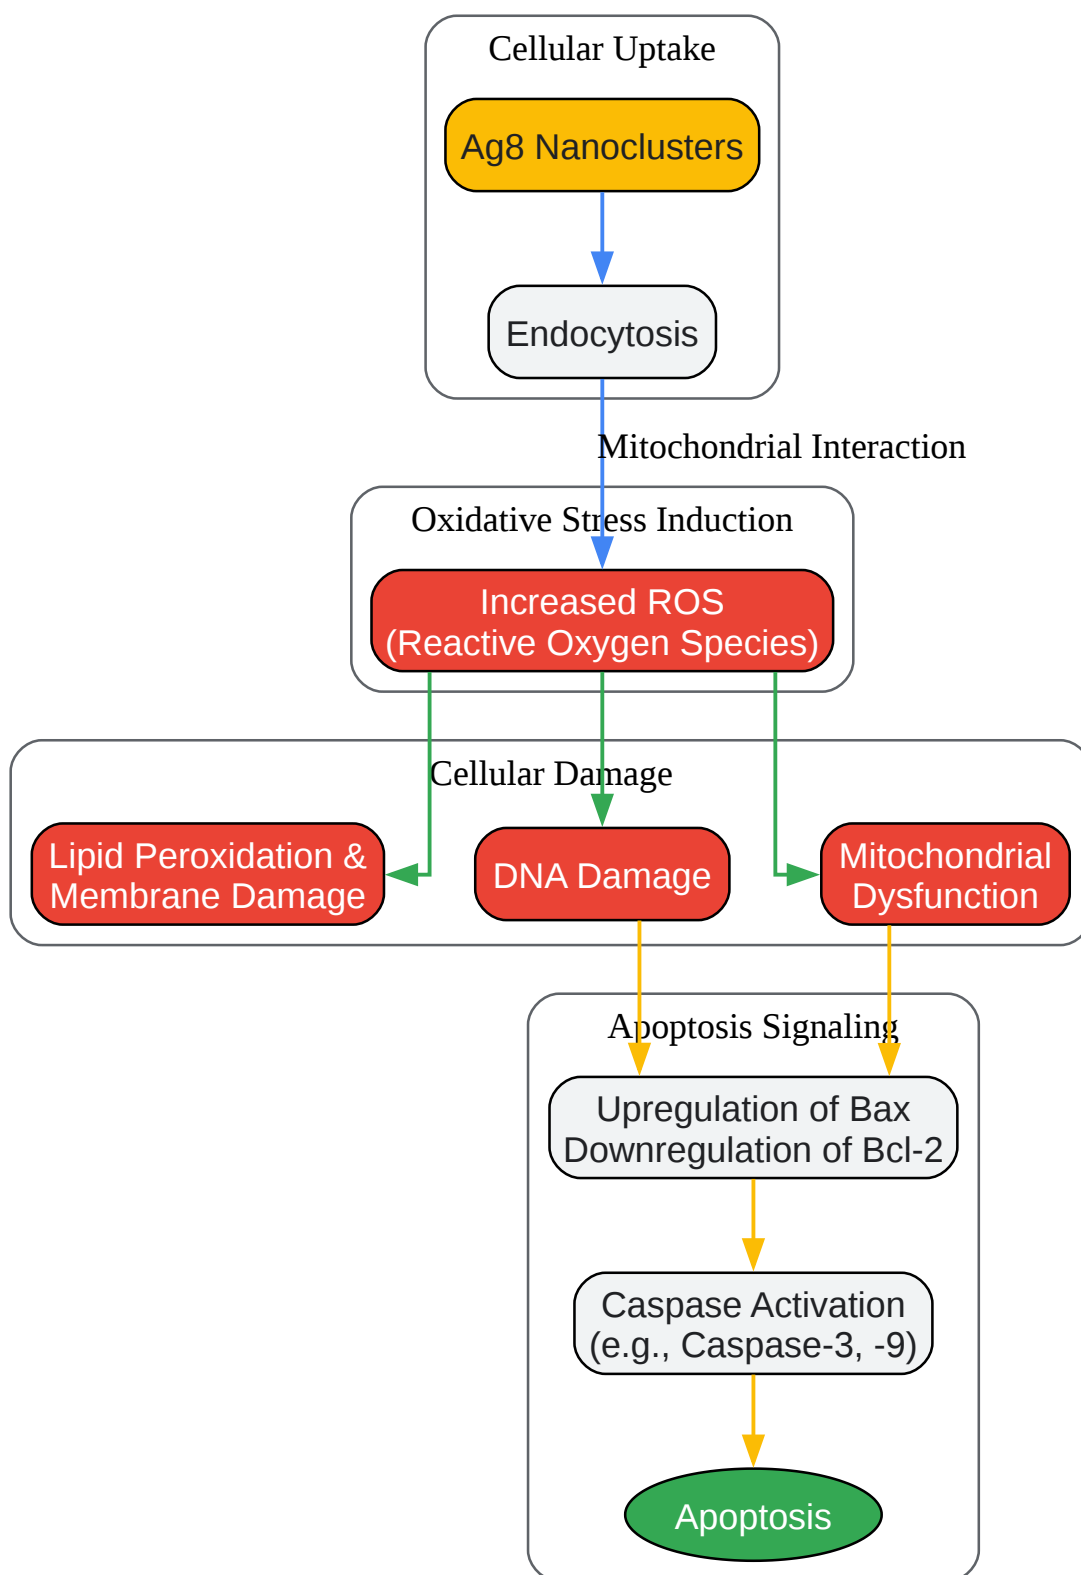 Cellular Uptake
Ag8 Nanoclusters
Endocytosis
Mitochondrial Interaction
Oxidative Stress Induction
Increased ROS
(Reactive Oxygen Species)
Cellular Damage
Lipid Peroxidation &
Membrane Damage
DNA Damage
Mitochondrial
Dysfunction
Apoptosis Signaling
Upregulation of Bax
Downregulation of Bcl-2
Caspase Activation
(e.g., Caspase-3, -9)
Apoptosis